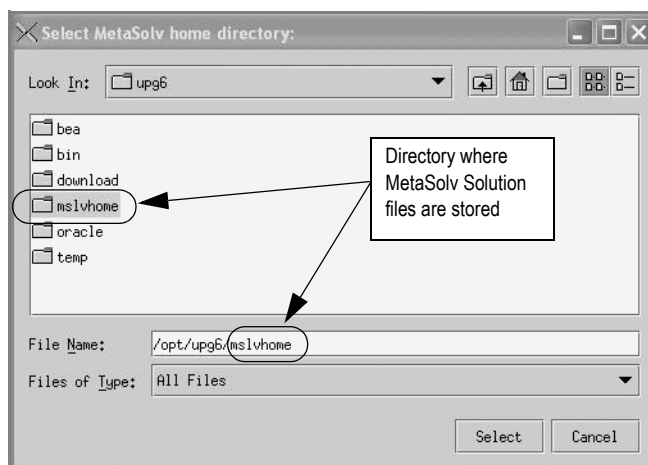 Select MetaSolv home directory:
Look In: upg6
bea
bin
download
mslvhome
oracle
temp
Directory where
MetaSolv Solution
files are stored
File Name: /opt/upg6/mslvhome
Files of Type: All Files
Select Cancel